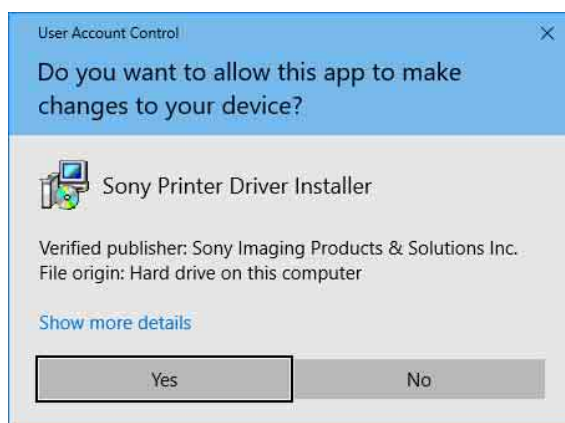 User Account Control
Do you want to allow this app to make
changes to your device?
Sony Printer Driver Installer
Verified publisher: Sony Imaging Products & Solutions Inc.
File origin: Hard drive on this computer
Show more details
Yes
No